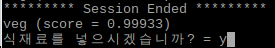 ********* Session Ended *********
veg (score = 0.99933)
식재료를 넣으시겠습니까? = y